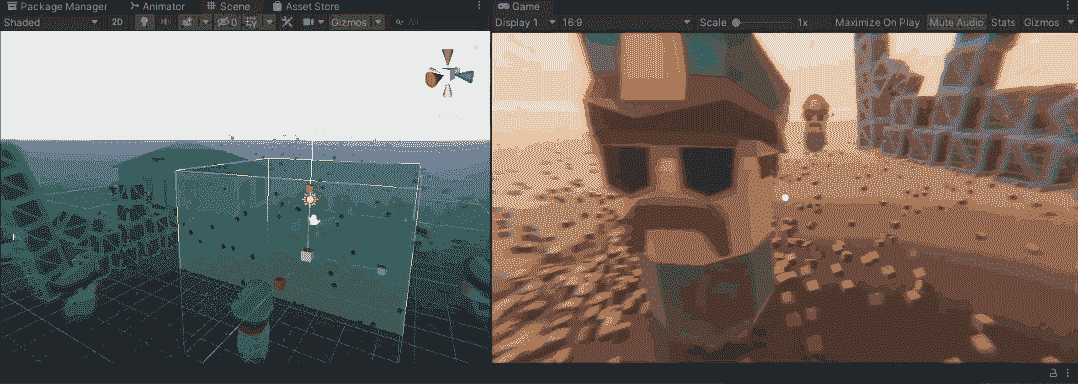 Package Manager Animator Scene Asset Store
Shaded 2D 0 Gizmos All
Game
Display 1 16:9 Scale 1x Maximize On Play Mute Audio Stats Gizmos